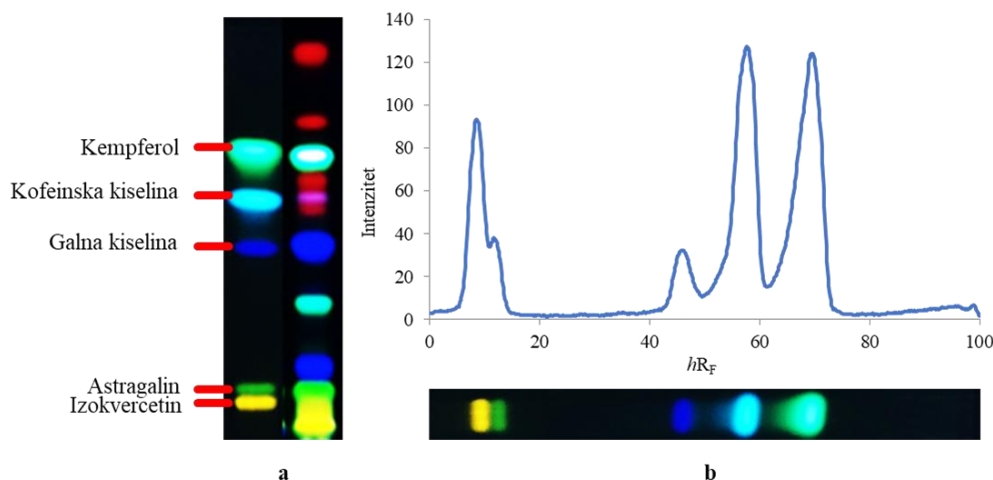 Kempferol
Kofeinska kiselina
Galna kiselina
Astragalin
Izokvercetin
a
140
120
100
80
60
40
20
0
Intenzitet
0 20 40 60 80 100
hRF
b